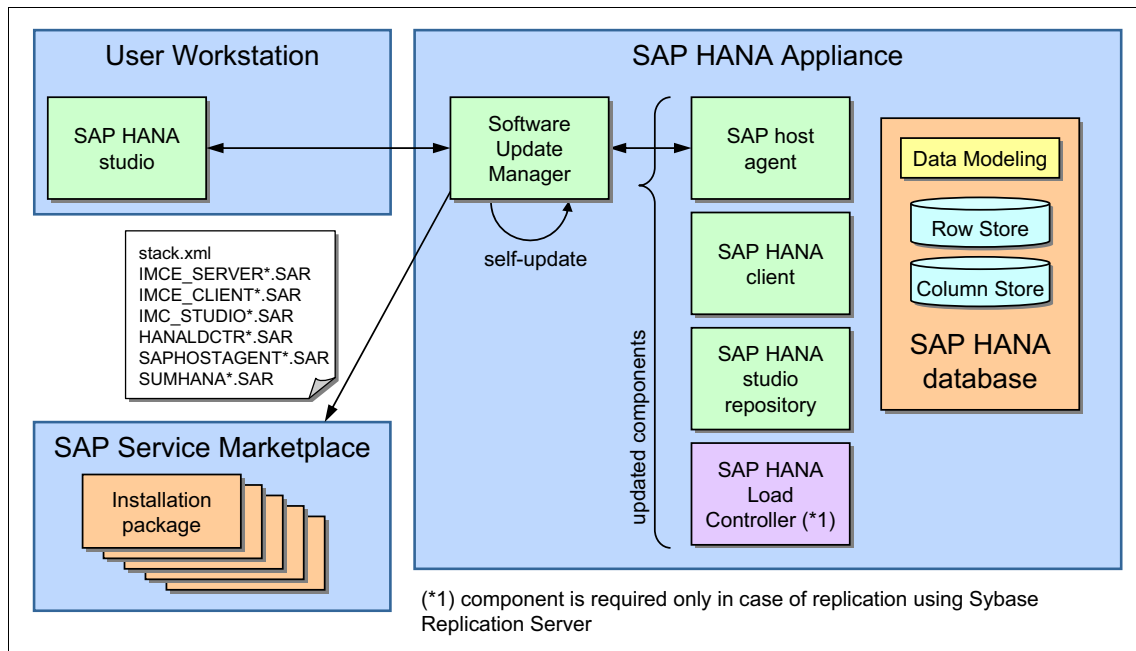 User Workstation
SAP HANA
studio
stack.xml
IMCE_SERVER*.SAR
IMCE_CLIENT*.SAR
IMC_STUDIO*.SAR
HANALDCTR*.SAR
SAPHOSTAGENT*.SAR
SUMHANA*.SAR
SAP Service Marketplace
Installation
package
SAP HANA Appliance
Software
Update
Manager
self-update
updated components
SAP host
agent
SAP HANA
client
SAP HANA
studio
repository
SAP HANA
Load
Controller (*1)
Data Modeling
Row Store
Column Store
SAP HANA
database
(*1) component is required only in case of replication using Sybase
Replication Server